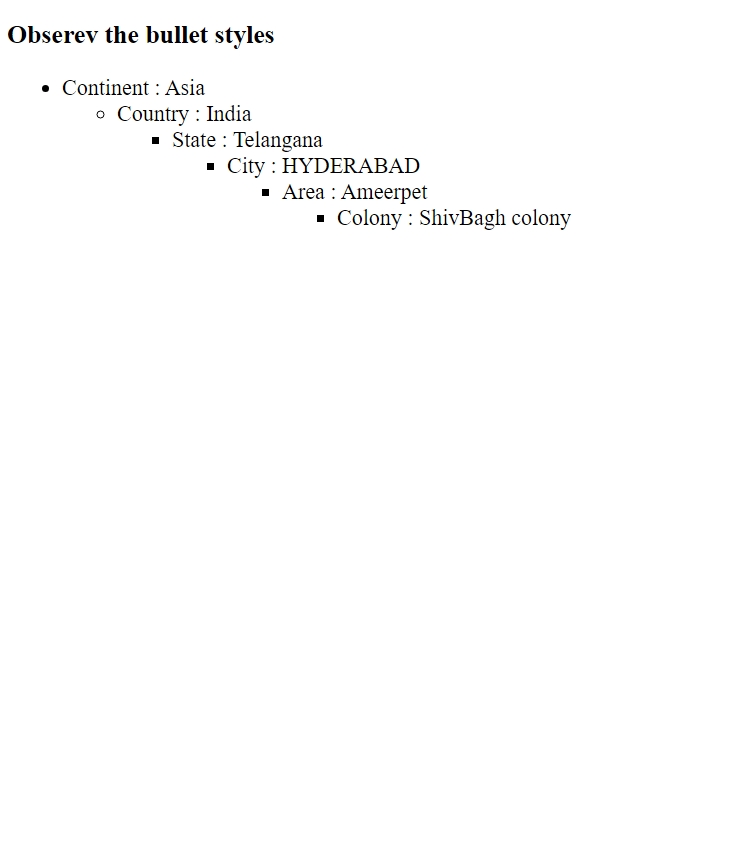 Obserev the bullet styles
Continent : Asia
Country : India
State : Telangana
City : HYDERABAD
Area : Ameerpet
Colony : ShivBagh colony